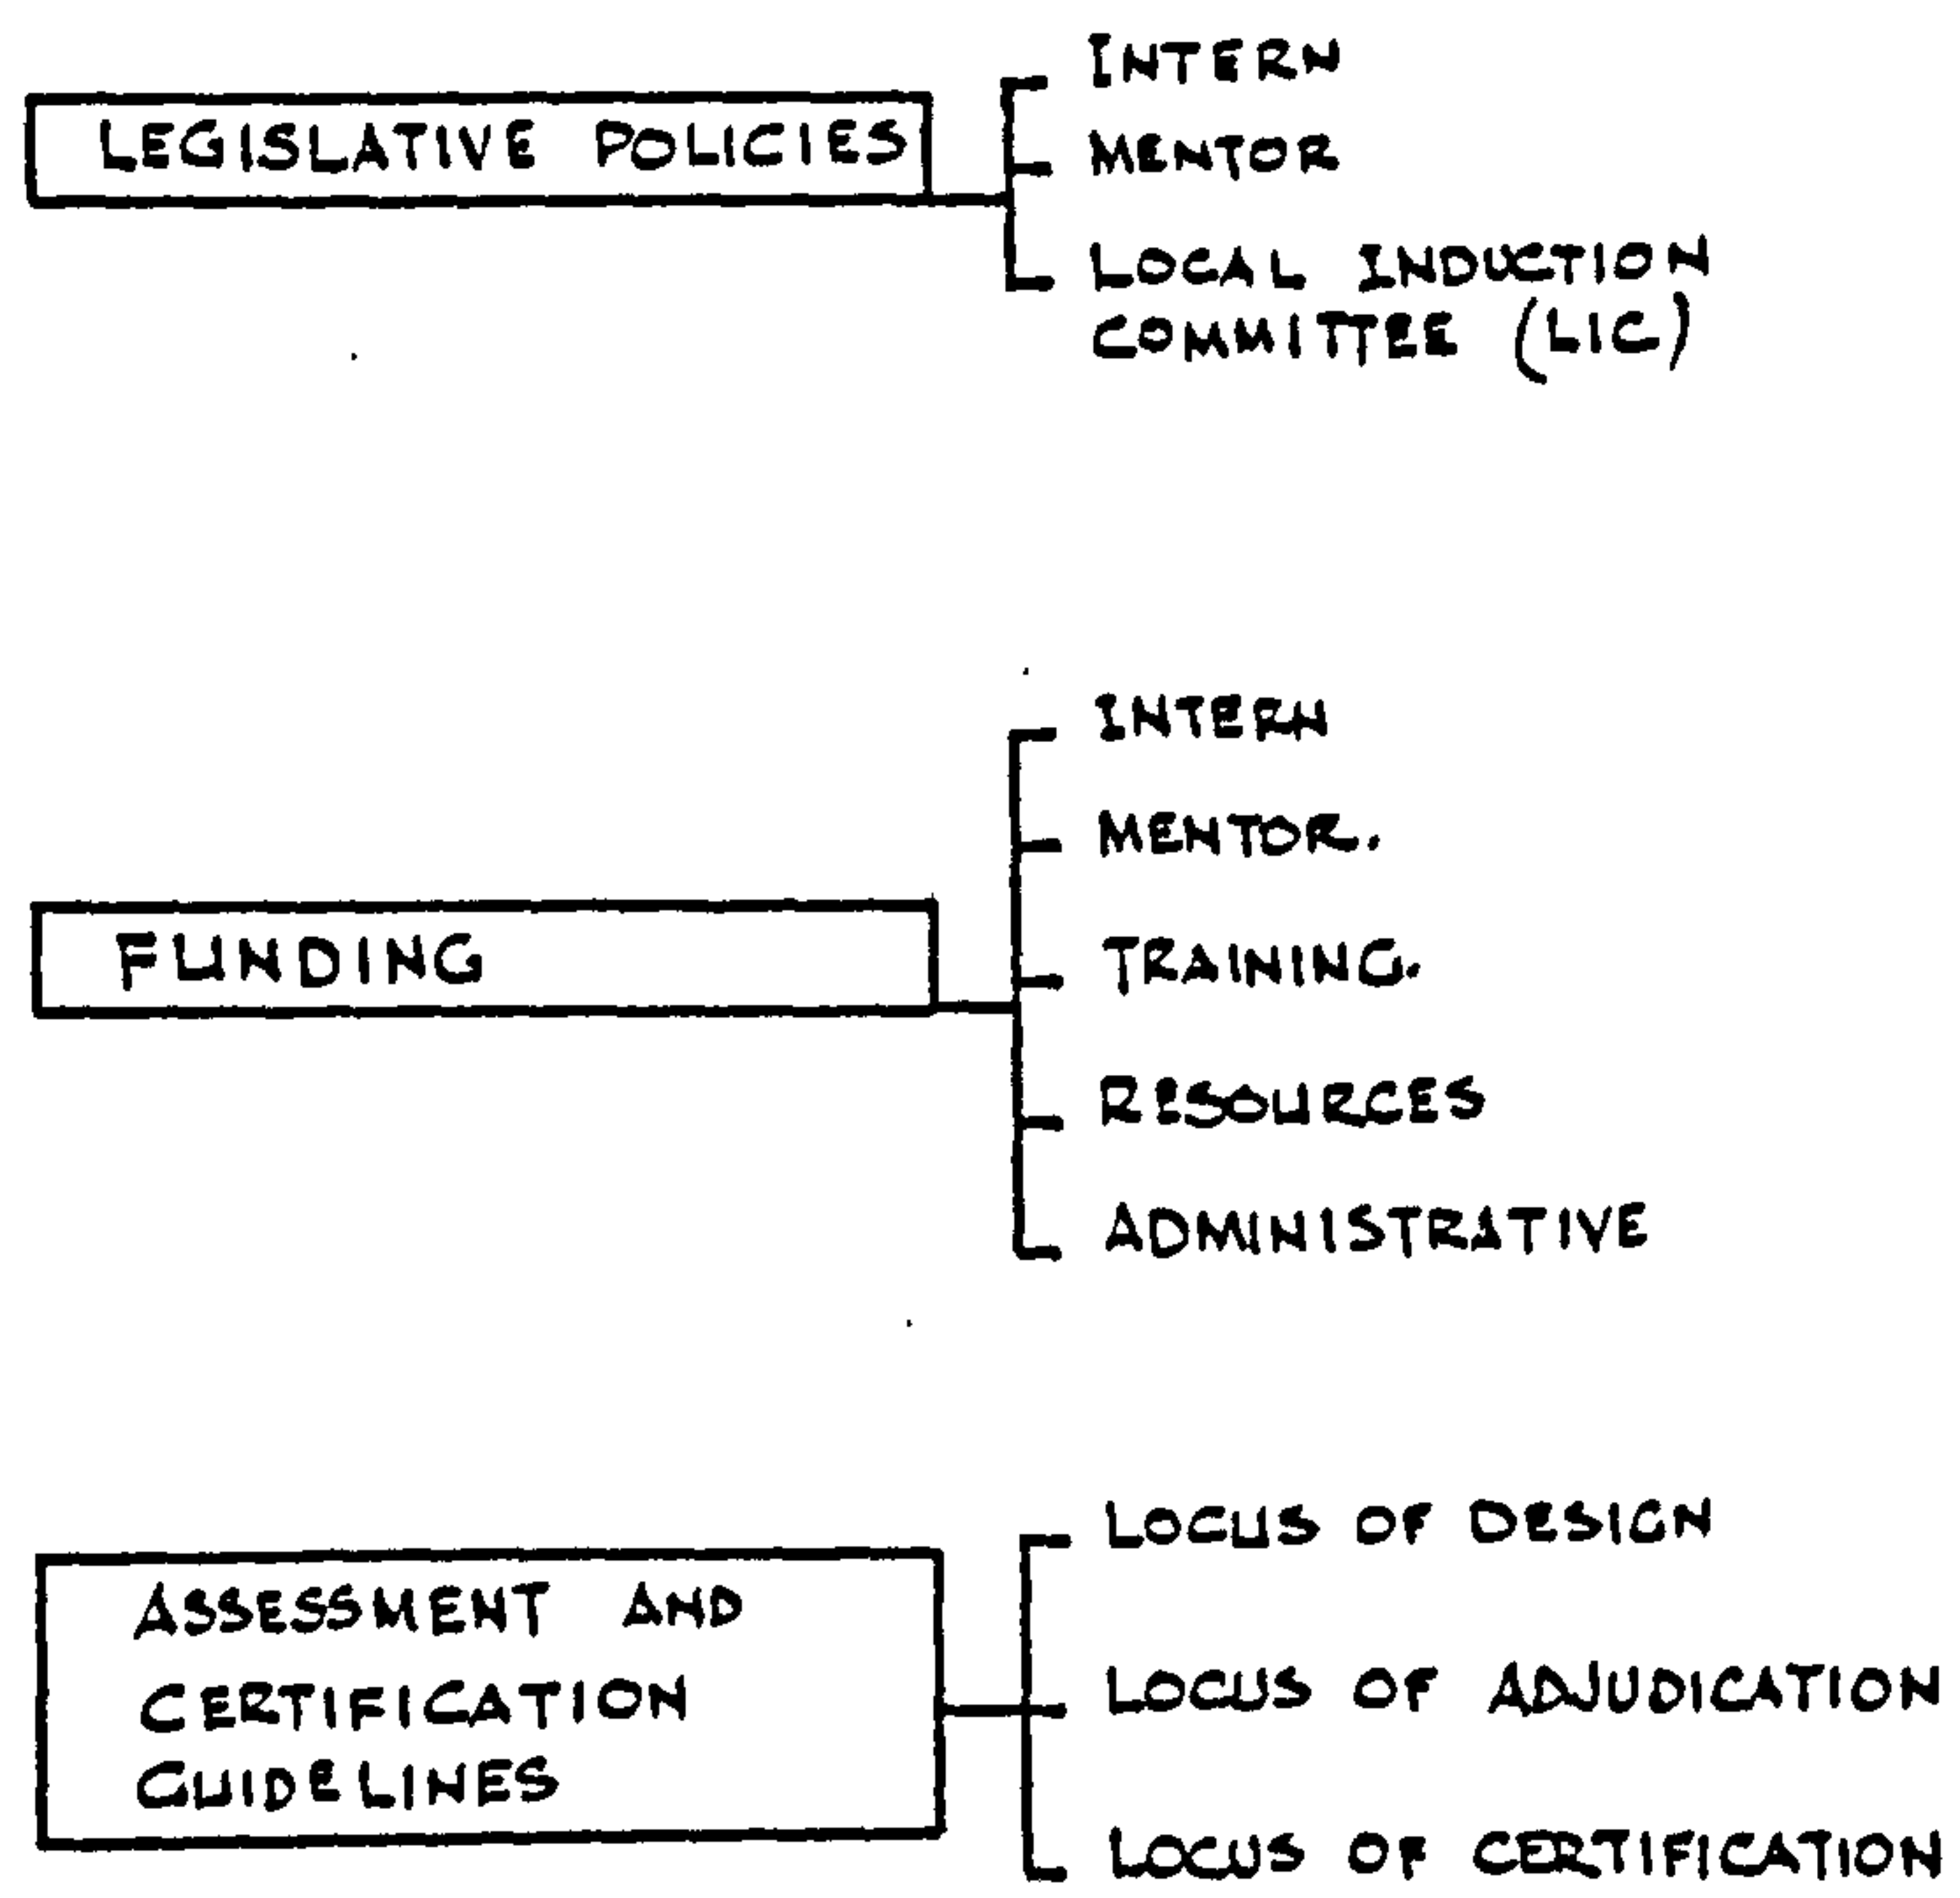 LEGISLATIVE POLICIES
INTERN
MENTOR
LOCAL INDUCTION
COMMITTEE (LIC)
FUNDING
INTERN
MENTOR.
TRAINING.
RESOURCES
ADMINISTRATIVE
ASSESSMENT AND
CERTIFICATION
GUIDELINES
LOCUS OF DESIGN
LOCUS OF ADJUDICATION
LOCUS OF CERTIFICATION